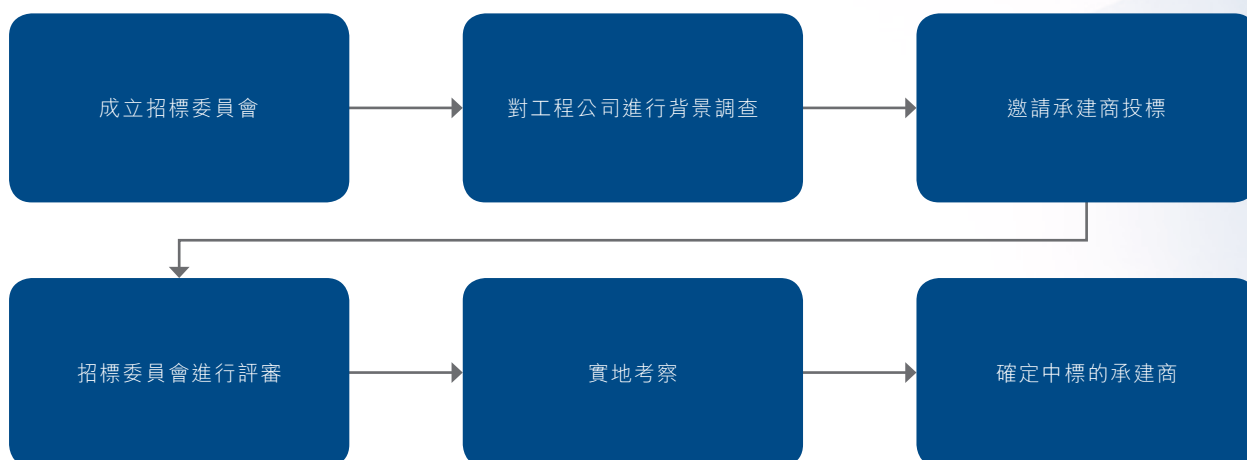 成立招標委員會
對工程公司進行背景調查
邀請承建商投標
招標委員會進行評審
實地考察
確定中標的承建商